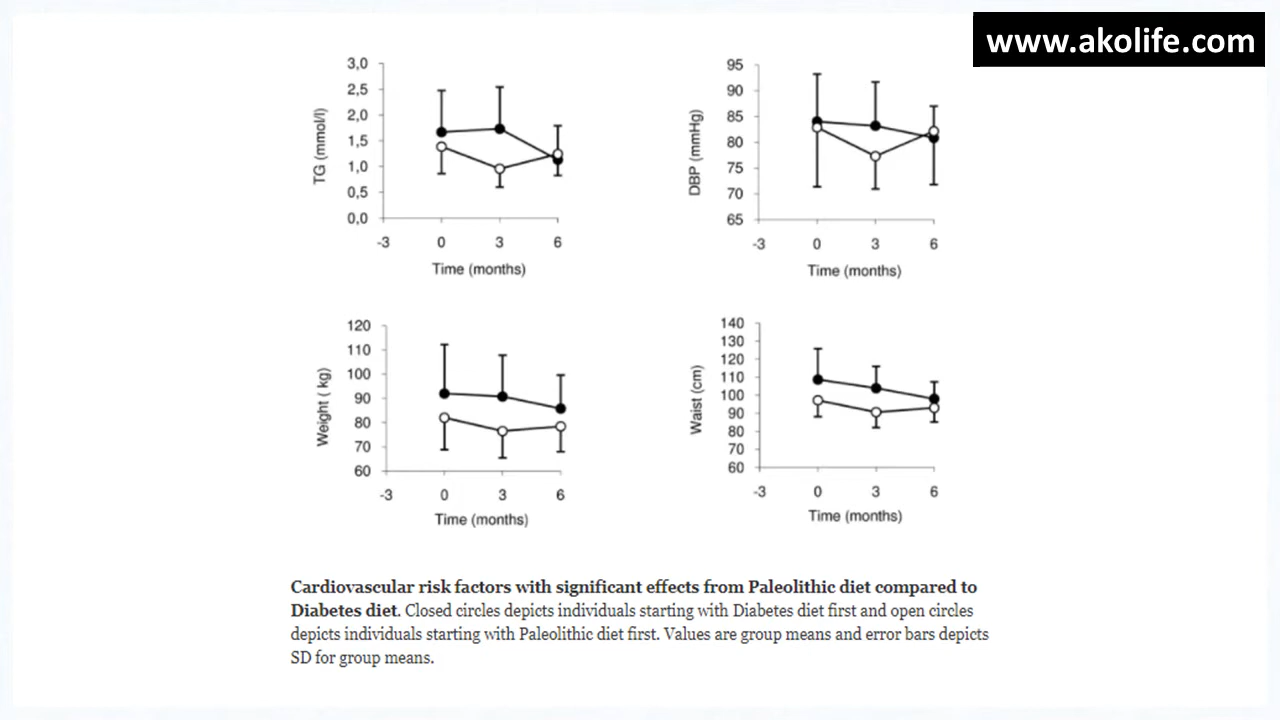 www.akolife.com
3,0
2,5
2,0
1,5
1,0
0,5
0,0
TG (mmol/l)
-3 0 3 6
Time (months)
95
90
85
80
75
70
65
DBP (mmHg)
-3 0 3 6
Time (months)
120
110
100
90
80
70
60
Weight ( kg)
-3 0 3 6
Time (months)
140
130
120
110
100
90
80
70
60
Waist (cm)
-3 0 3 6
Time (months)
Cardiovascular risk factors with significant effects from Paleolithic diet compared to
Diabetes diet. Closed circles depicts individuals starting with Diabetes diet first and open circles
depicts individuals starting with Paleolithic diet first. Values are group means and error bars depicts
SD for group means.